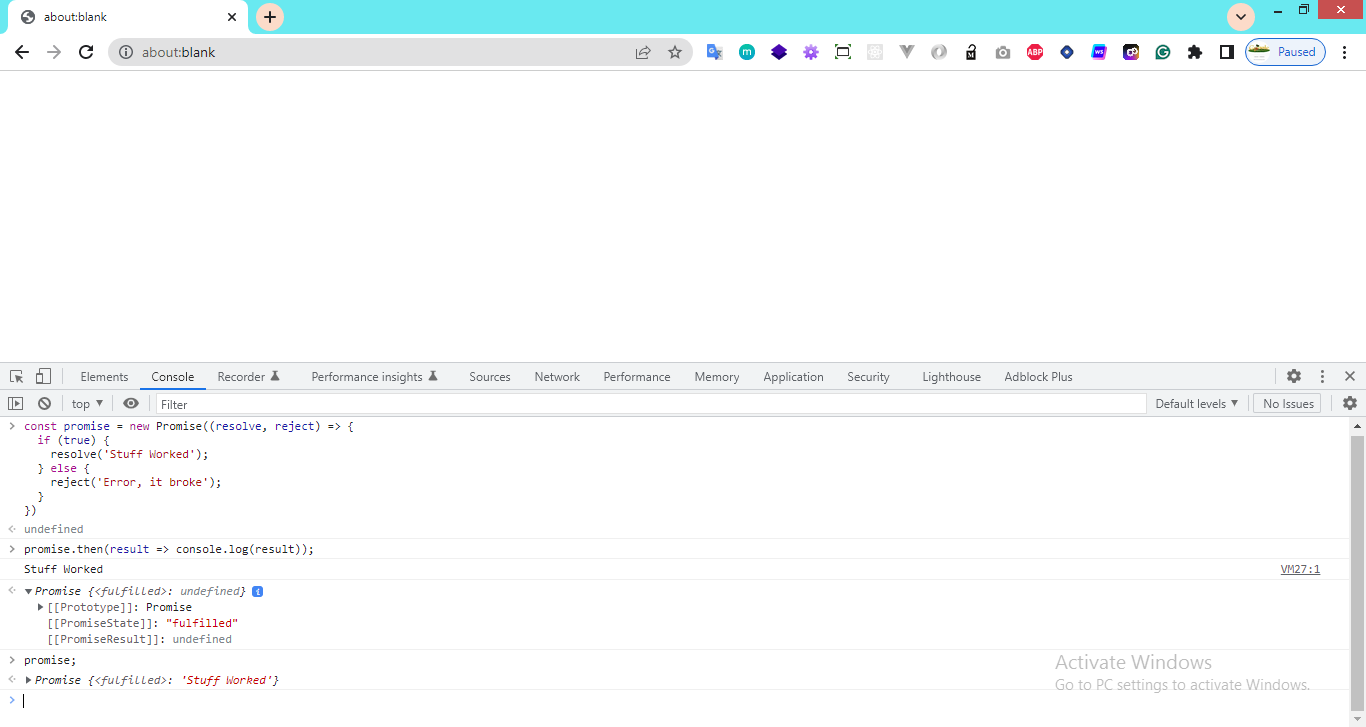 about:blank
about:blank
m
ABP
WS
M
G
Paused
Elements Console Recorder Performance insights Sources Network Performance Memory Application Security Lighthouse Adblock Plus
top ▼ Filter Default levels ▼ No Issues
> const promise = new Promise((resolve, reject) => {
if (true) {
resolve('Stuff Worked');
} else {
reject('Error, it broke');
}
})
undefined
> promise.then(result => console.log(result));
Stuff Worked VM27:1
▼Promise {<fulfilled>: undefined} i
▶[[Prototype]]: Promise
[[PromiseState]]: "fulfilled"
[[PromiseResult]]: undefined
> promise;
▶Promise {<fulfilled>: 'Stuff Worked'}
>
Activate Windows
Go to PC settings to activate Windows.